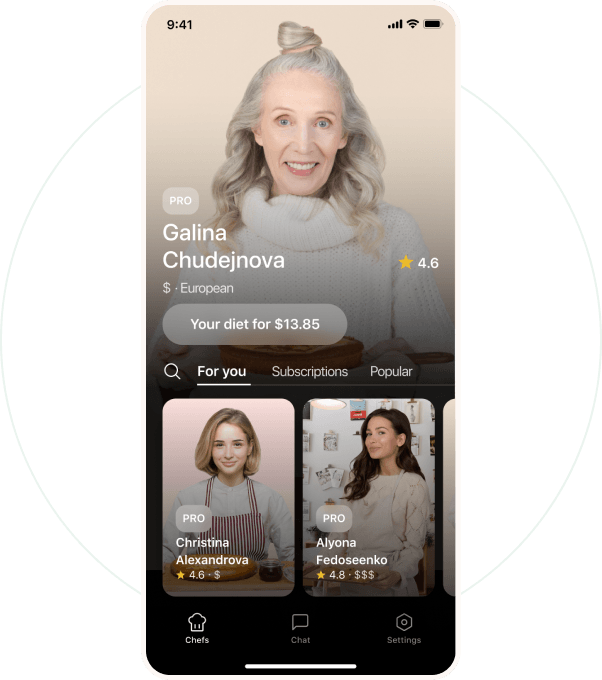 9:41
PRO
Galina
Chudejnova
4.6
$ · European
Your diet for $13.85
For you Subscriptions Popular
PRO
Christina
Alexandrova
4.6 · $
PRO
Alyona
Fedoseenko
4.8 · $$$
Chefs Chat Settings